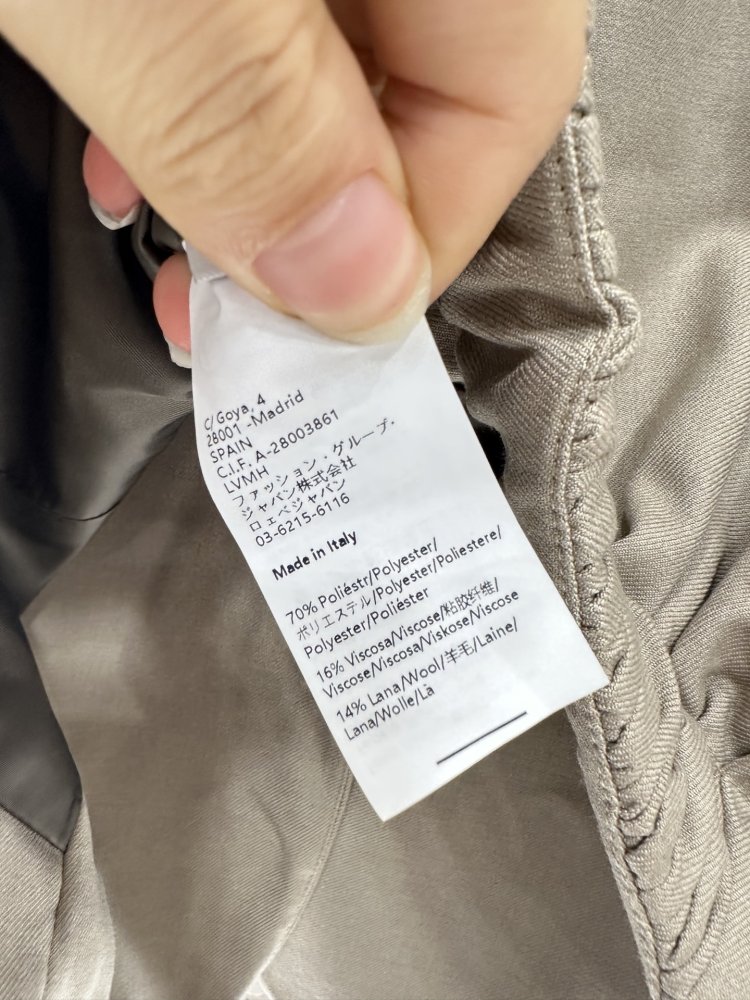 C/ Goya, 4
28001 -Madrid
SPAIN
C.I.F. A-28003861
LVMH
ファッション・グループ・
ジャパン株式会社
ロエベジャパン
03-6215-6116
Made in Italy
70% Poliéstr/Polyester/
ポリエステル/Polyester/Poliestere/
Polyester/Poliéster
16% Viscosa/Viscose/粘胶纤维/
Viscose/Viscosa/Viskose/Viscose
14% Lana/Wool/羊毛/Laine/
Lana/Wolle/Lã